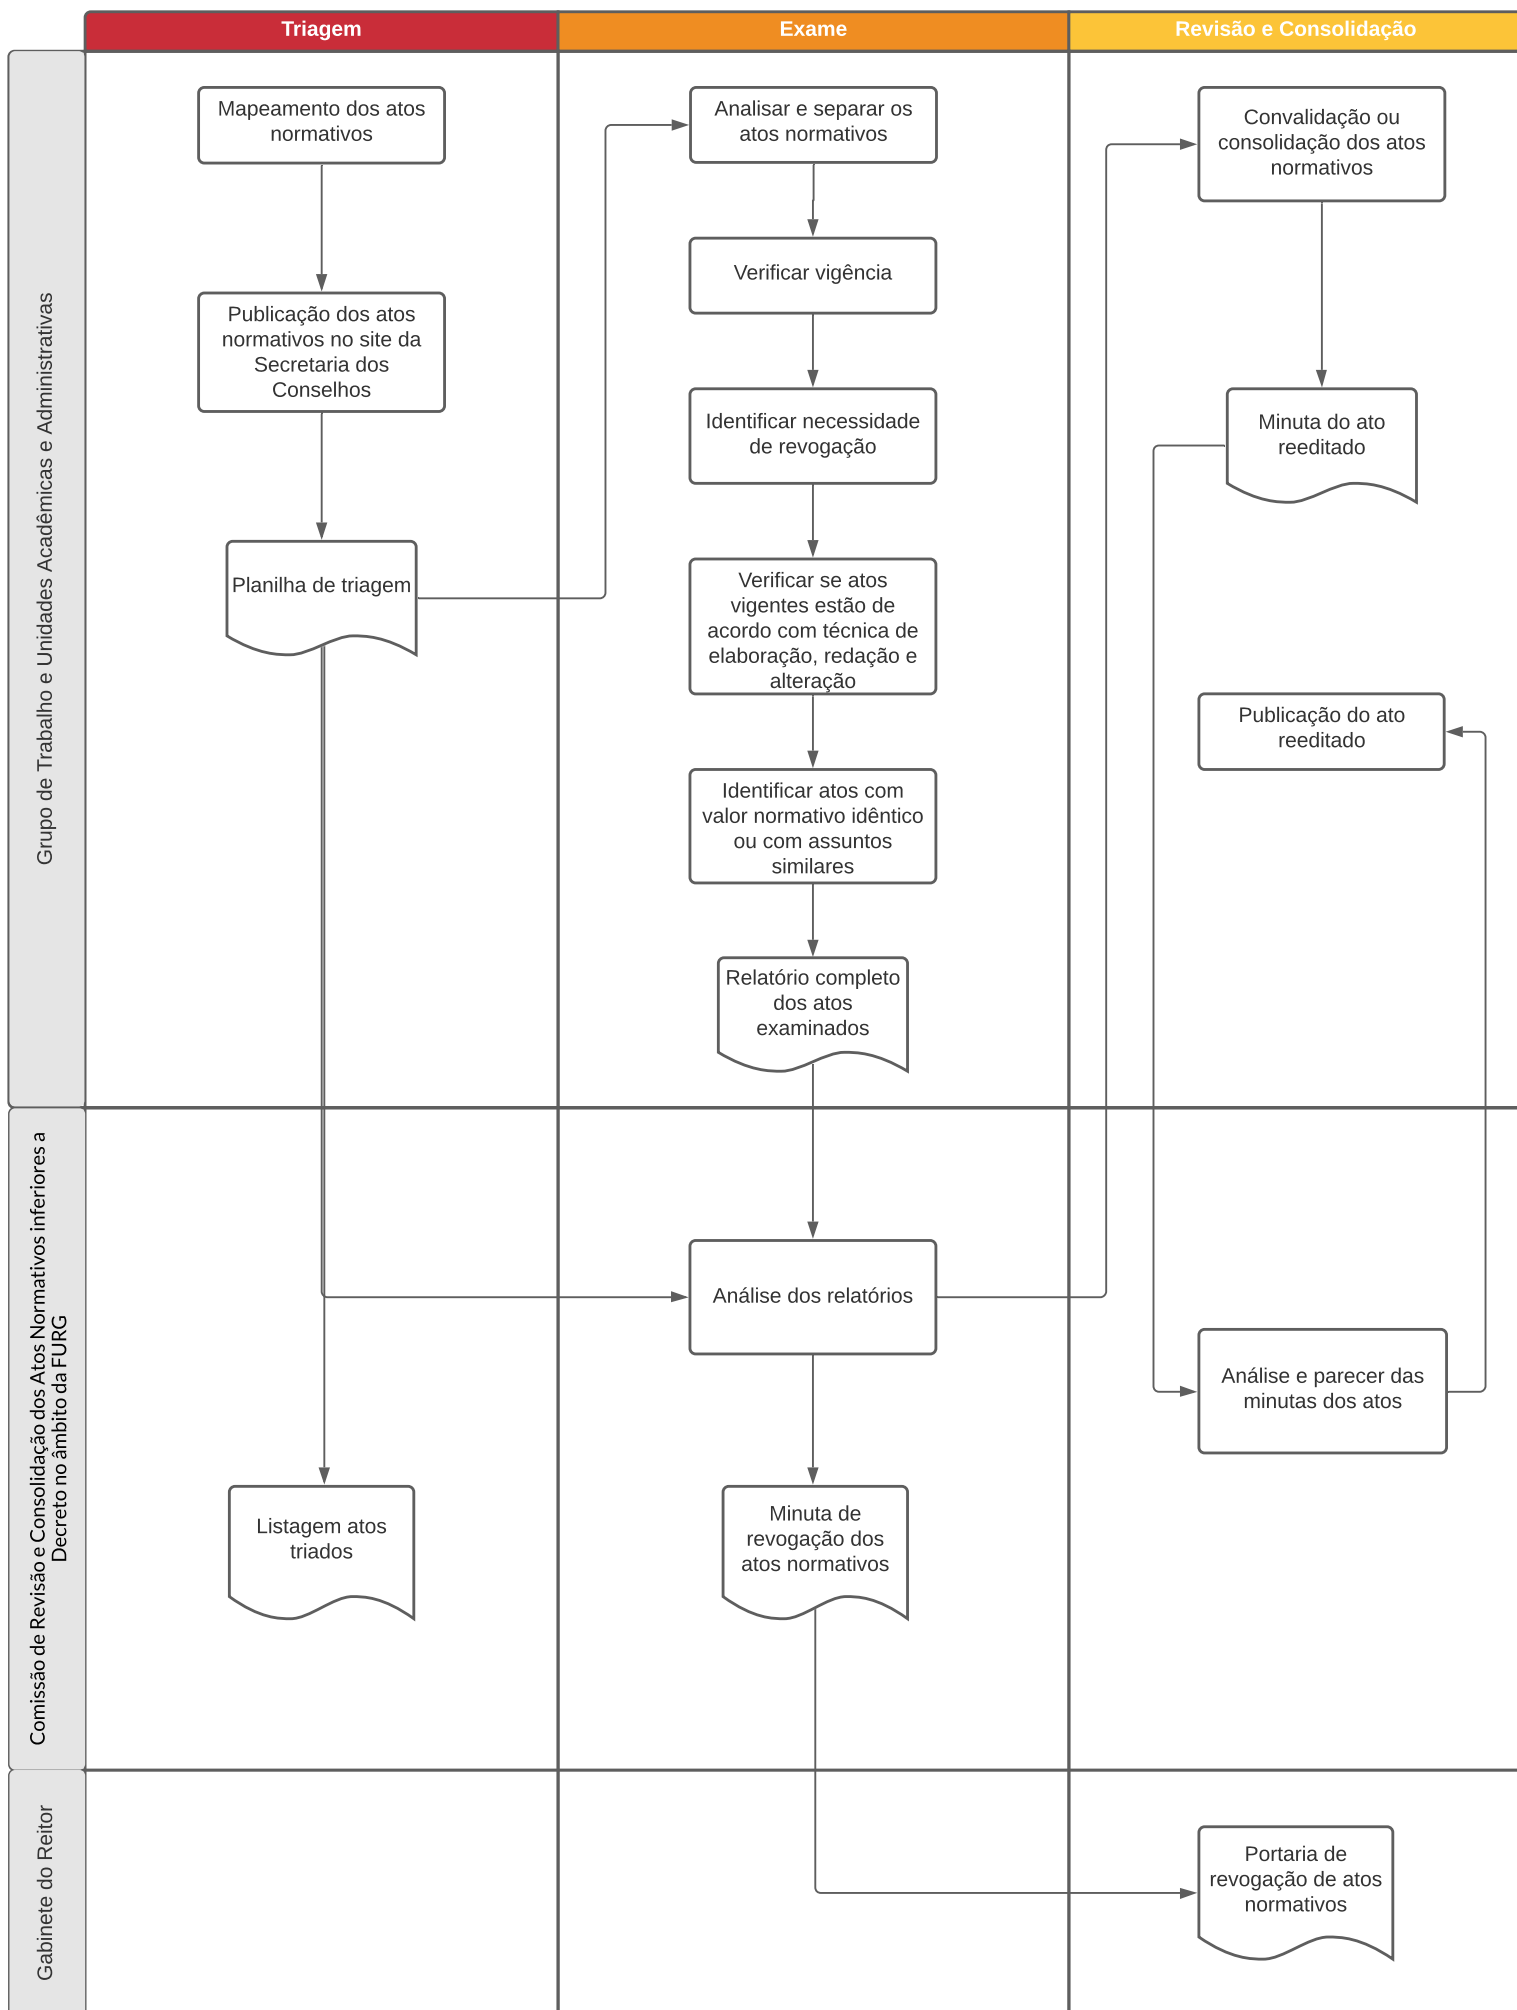 Triagem
Exame
Revisão e Consolidação
Grupo de Trabalho e Unidades Acadêmicas e Administrativas
Mapeamento dos atos
normativos
Publicação dos atos
normativos no site da
Secretaria dos
Conselhos
Planilha de triagem
Analisar e separar os
atos normativos
Verificar vigência
Identificar necessidade
de revogação
Verificar se atos
vigentes estão de
acordo com técnica de
elaboração, redação e
alteração
Identificar atos com
valor normativo idêntico
ou com assuntos
similares
Relatório completo
dos atos
examinados
Convalidação ou
consolidação dos atos
normativos
Minuta do ato
reeditado
Publicação do ato
reeditado
Comissão de Revisão e Consolidação dos Atos Normativos inferiores a
Decreto no âmbito da FURG
Listagem atos
triados
Análise dos relatórios
Minuta de
revogação dos
atos normativos
Análise e parecer das
minutas dos atos
Gabinete do Reitor
Portaria de
revogação de atos
normativos